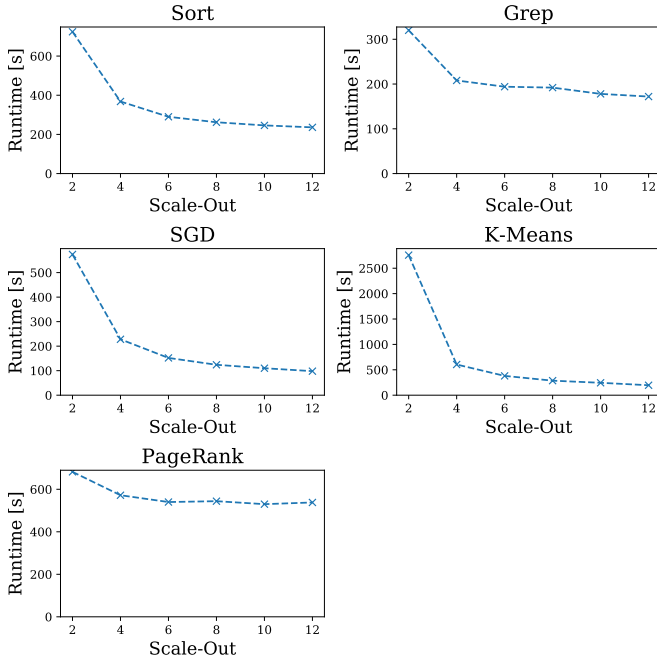 Sort
Runtime [s]
600
400
200
0
2 4 6 8 10 12
Scale-Out
Grep
Runtime [s]
300
200
100
0
2 4 6 8 10 12
Scale-Out
SGD
Runtime [s]
500
400
300
200
100
0
2 4 6 8 10 12
Scale-Out
K-Means
Runtime [s]
2500
2000
1500
1000
500
0
2 4 6 8 10 12
Scale-Out
PageRank
Runtime [s]
600
400
200
0
2 4 6 8 10 12
Scale-Out